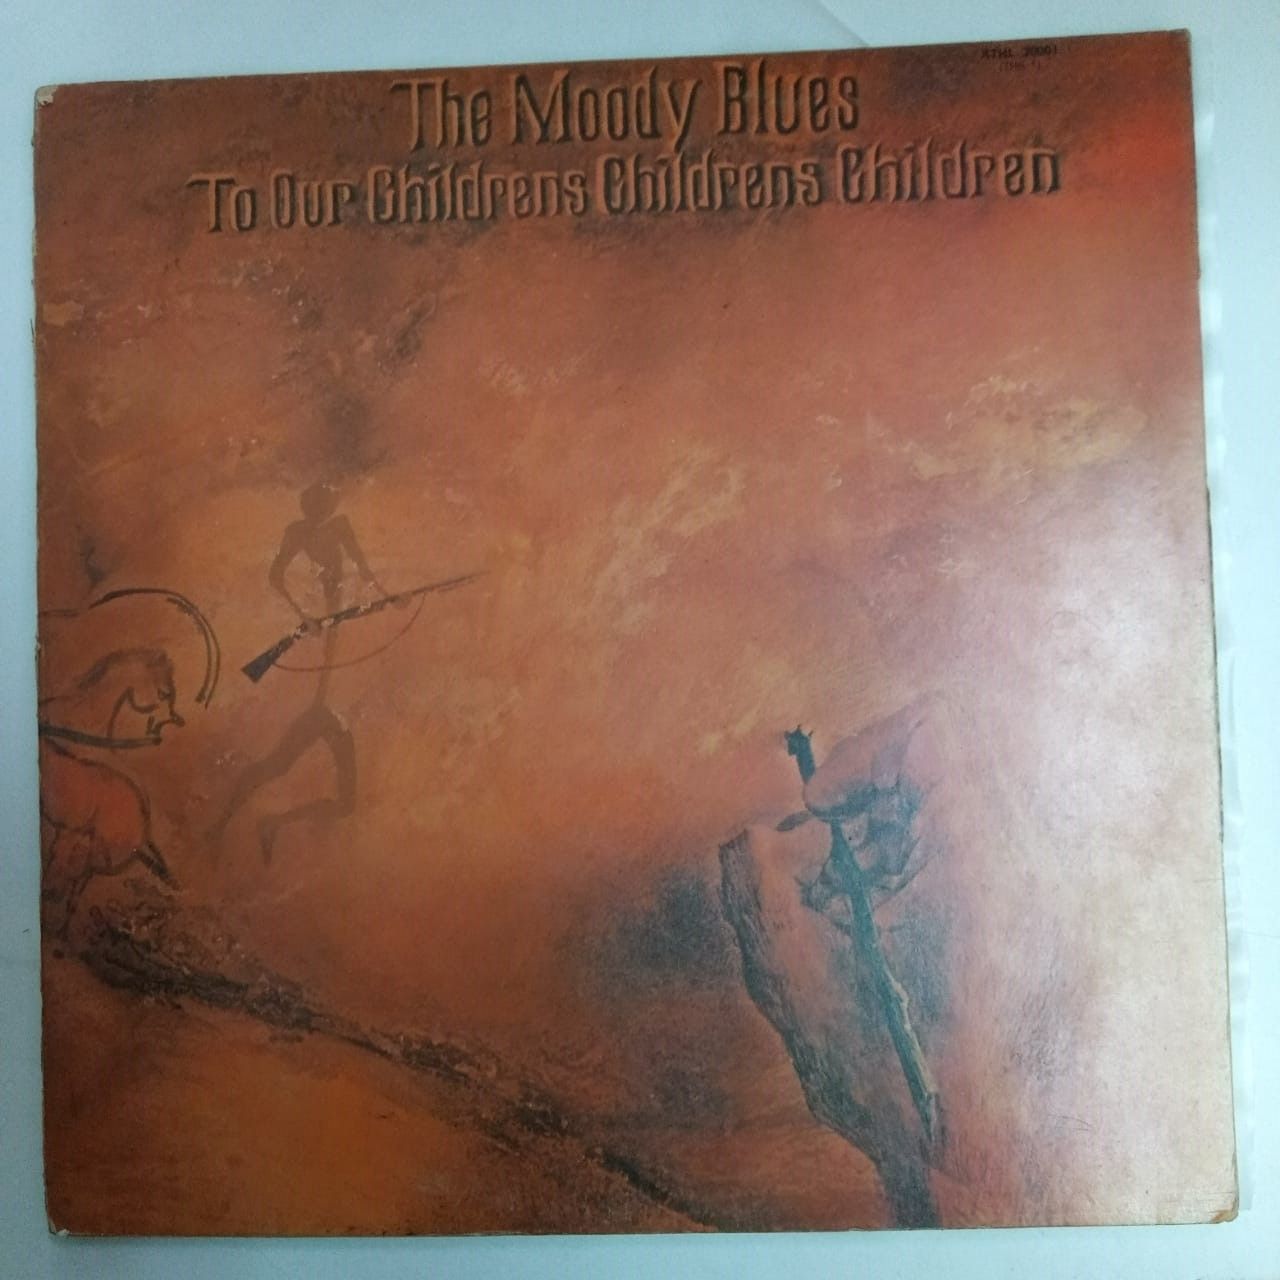 The Moody Blues
To Our Childrens Childrens Children